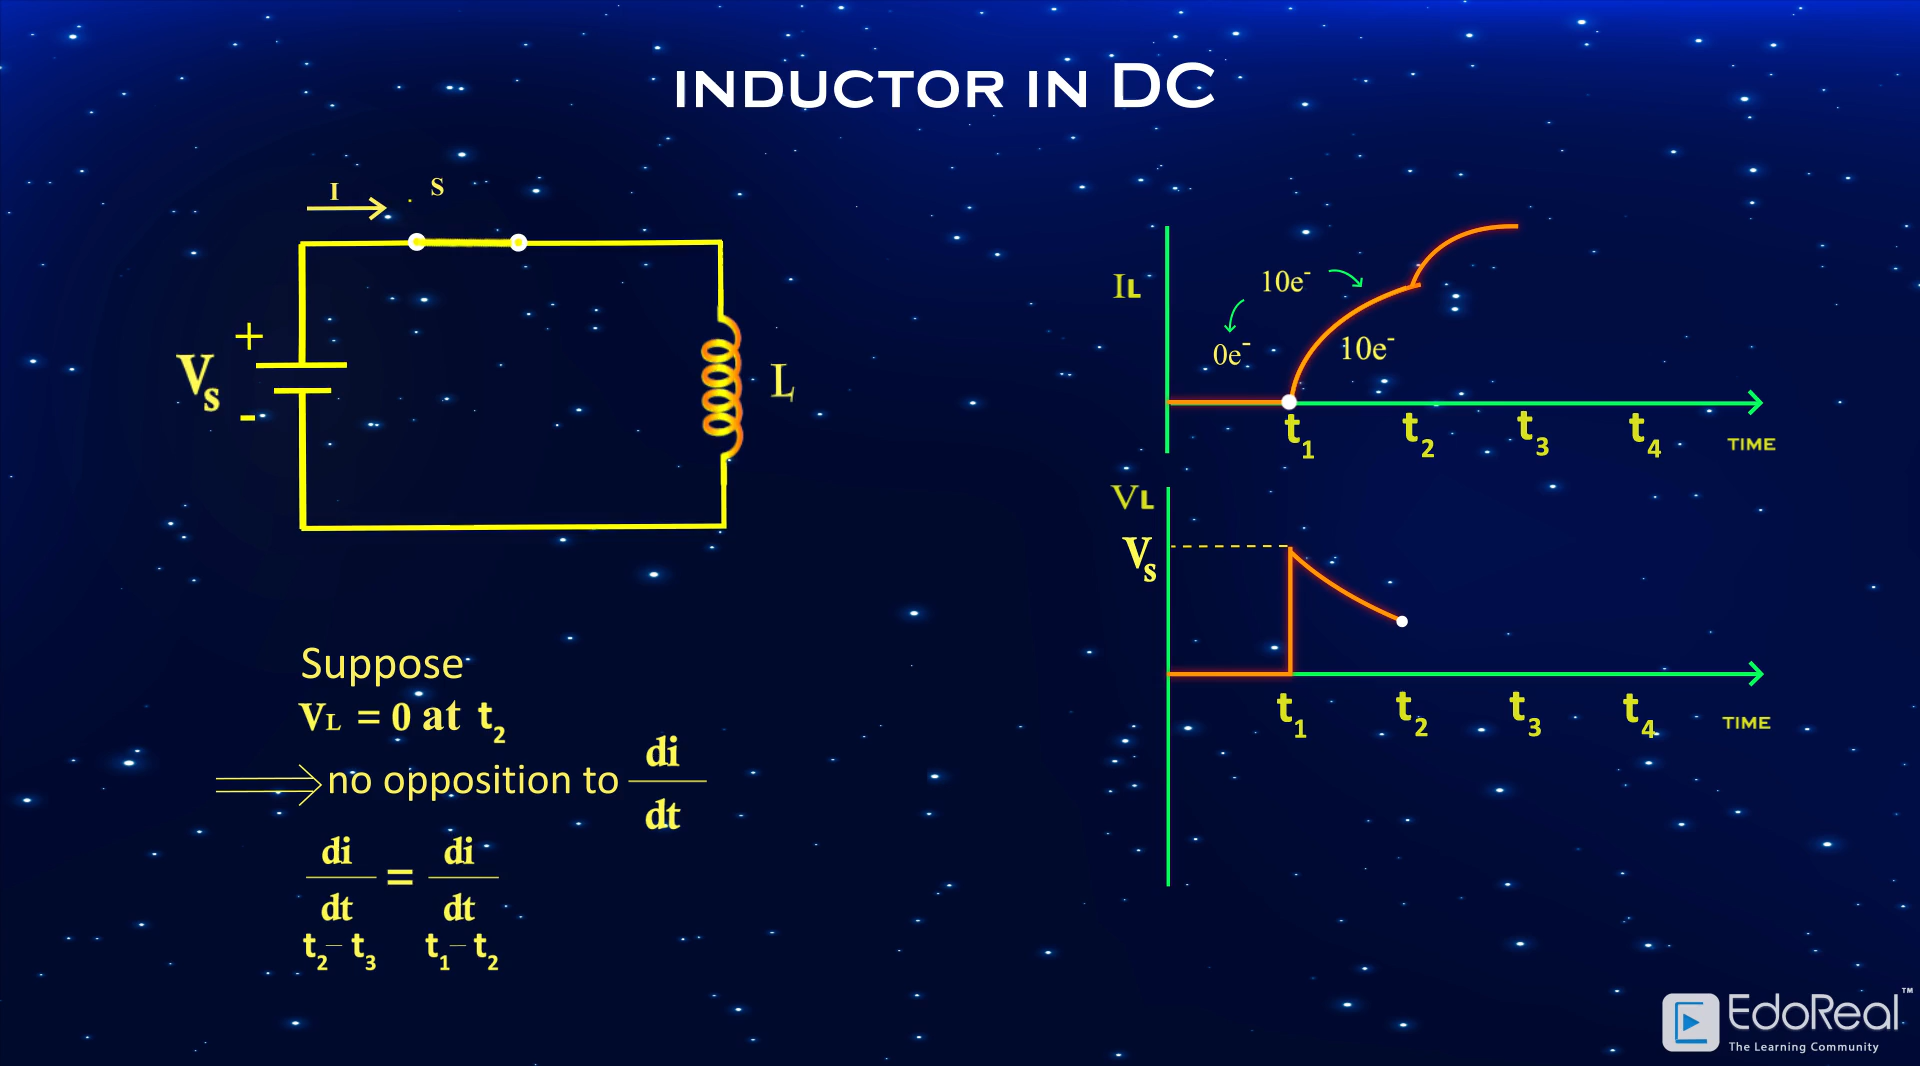 INDUCTOR IN DC
I
S
+
Vs
-
L
IL
10e-
0e-
10e-
t1 t2 t3 t4 TIME
VL
Vs
t1 t2 t3 t4 TIME
Suppose
VL = 0 at t2
⟹ no opposition to di/dt
di/dt = di/dt
t2 – t3 t1 – t2
EdoReal™
The Learning Community